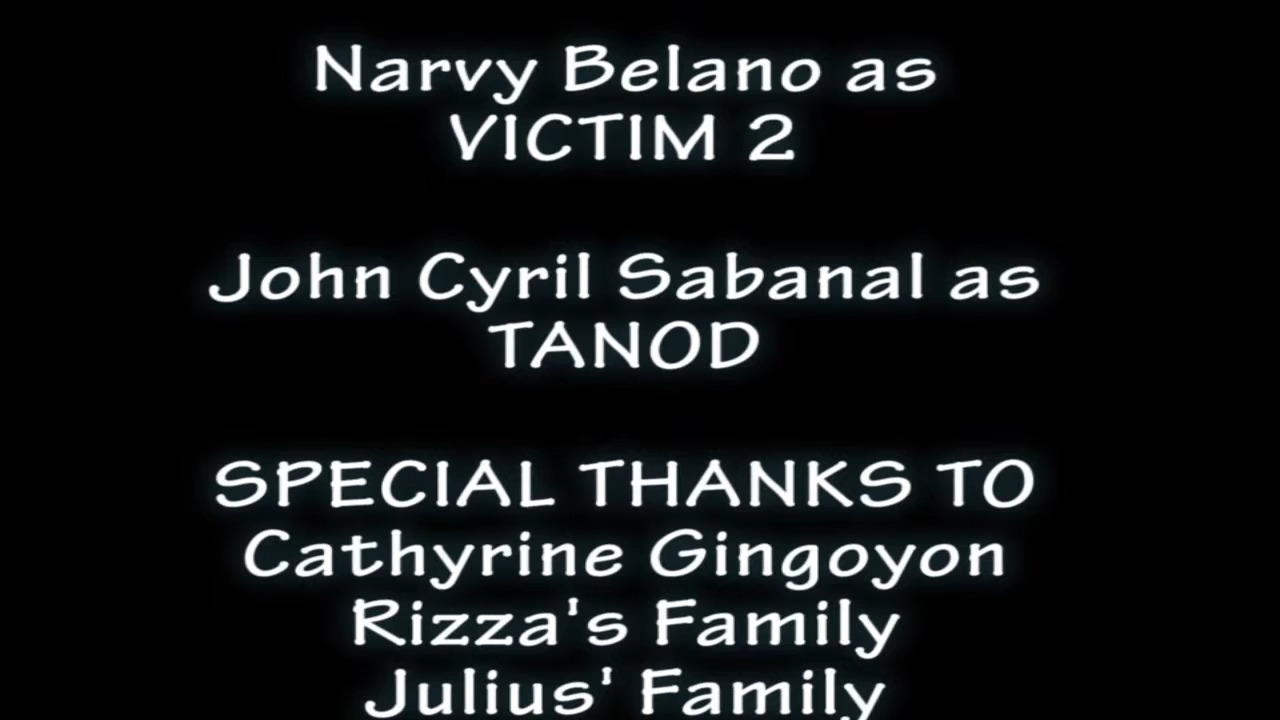 Narvy Belano as
VICTIM 2
John Cyril Sabanal as
TANOD
SPECIAL THANKS TO
Cathyrine Gingoyon
Rizza's Family
Julius' Family